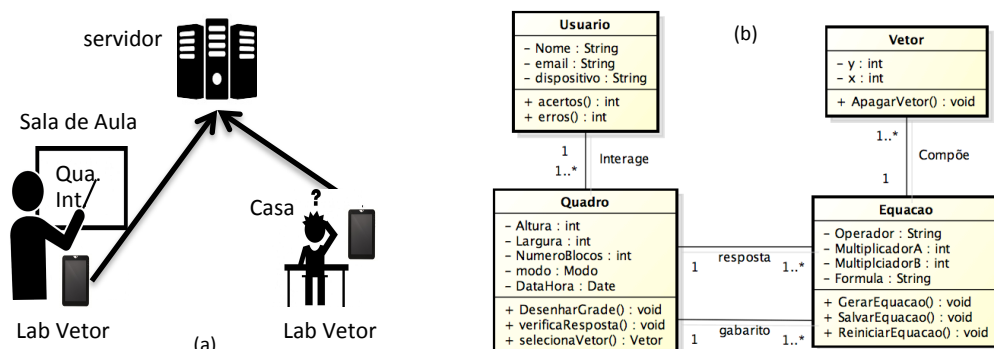 servidor
Sala de Aula
Qua.
Int.
Casa
?
Lab Vetor
Lab Vetor
(a)
(b)
Usuario
– Nome : String
– email : String
– dispositivo : String
+ acertos() : int
+ erros() : int
Vetor
– y : int
– x : int
+ ApagarVetor() : void
1
Interage
1..*
1..*
Compõe
1
Quadro
– Altura : int
– Largura : int
– NumeroBlocos : int
– modo : Modo
– DataHora : Date
+ DesenharGrade() : void
+ verificaResposta() : void
+ selecionaVetor() : Vetor
1
resposta
1..*
1
gabarito
1..*
Equacao
– Operador : String
– MultiplicadorA : int
– MultiplciadorB : int
– Formula : String
+ GerarEquacao() : void
+ SalvarEquacao() : void
+ ReiniciarEquacao() : void